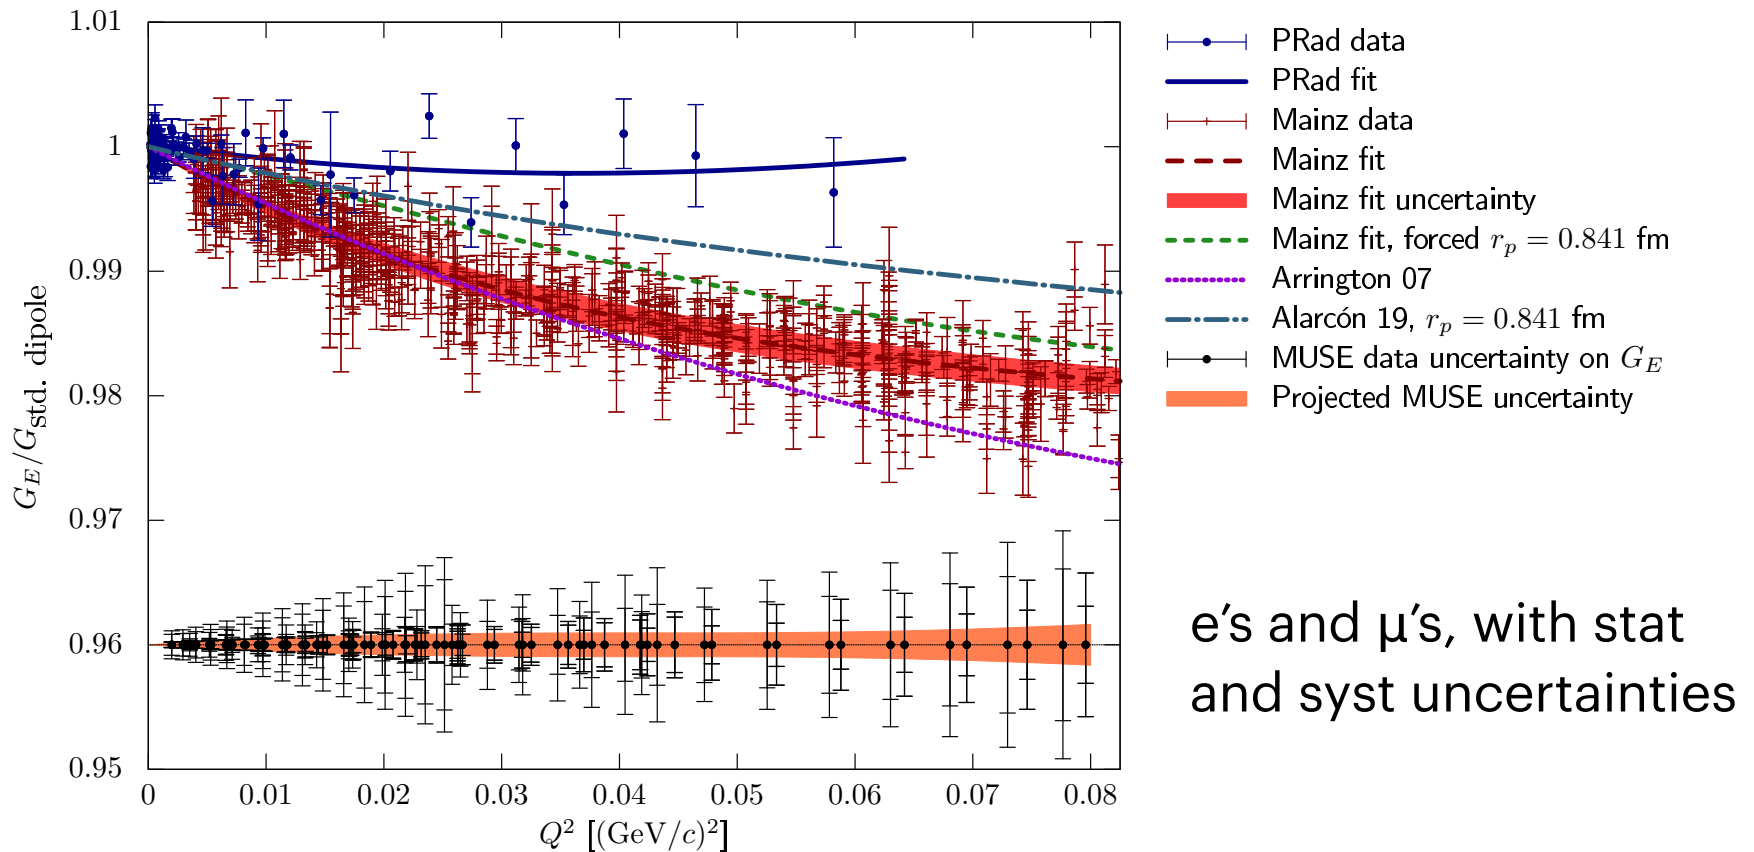 1.01
1
0.99
0.98
0.97
0.96
0.95
G_E/G_std. dipole
0
0.01
0.02
0.03
0.04
0.05
0.06
0.07
0.08
Q² [(GeV/c)²]
PRad data
PRad fit
Mainz data
Mainz fit
Mainz fit uncertainty
Mainz fit, forced r_p = 0.841 fm
Arrington 07
Alarcón 19, r_p = 0.841 fm
MUSE data uncertainty on G_E
Projected MUSE uncertainty
e's and μ's, with stat
and syst uncertainties